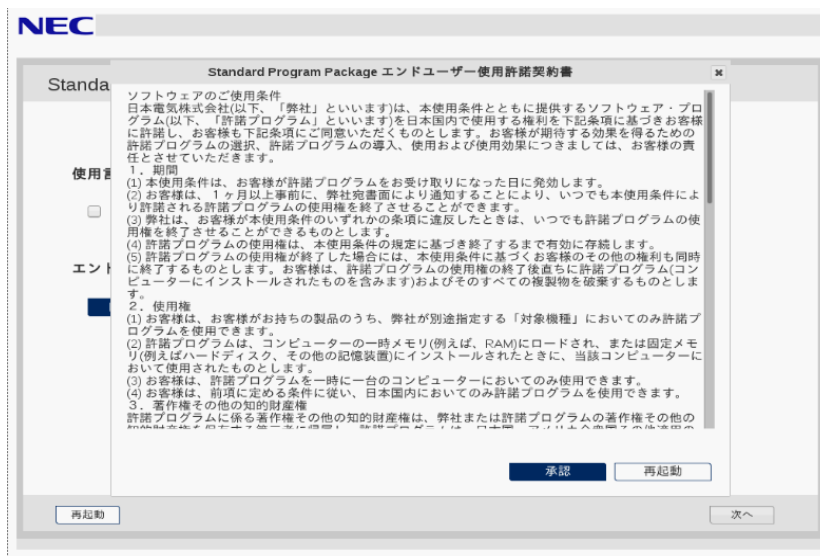 NEC
Standard Program Package エンドユーザー使用許諾契約書
Standa
ソフトウェアのご使用条件
日本電気株式会社(以下、「弊社」といいます)は、本使用条件とともに提供するソフトウェア・プロ
グラム(以下、「許諾プログラム」といいます)を日本国内で使用する権利を下記条項に基づきお客様
に許諾し、お客様も下記条項にご同意いただくものとします。お客様が期待する効果を得るための
許諾プログラムの選択、許諾プログラムの導入、使用および使用効果につきましては、お客様の責
任とさせていただきます。
1．期間
(1) 本使用条件は、お客様が許諾プログラムをお受け取りになった日に発効します。
(2) お客様は、１ヶ月以上事前に、弊社宛書面により通知することにより、いつでも本使用条件によ
り許諾される許諾プログラムの使用権を終了させることができます。
(3) 弊社は、お客様が本使用条件のいずれかの条項に違反したときは、いつでも許諾プログラムの使
用権を終了させることができるものとします。
(4) 許諾プログラムの使用権は、本使用条件の規定に基づき終了するまで有効に存続します。
(5) 許諾プログラムの使用権が終了した場合には、本使用条件に基づくお客様のその他の権利も同時
に終了するものとします。お客様は、許諾プログラムの使用権の終了後直ちに許諾プログラム(コン
ピューターにインストールされたものを含みます)およびそのすべての複製物を破棄するものとしま
す。
2．使用権
(1) お客様は、お客様がお持ちの製品のうち、弊社が別途指定する「対象機種」においてのみ許諾プ
ログラムを使用できます。
(2) 許諾プログラムは、コンピューターの一時メモリ(例えば、RAM)にロードされ、または固定メモ
リ(例えばハードディスク、その他の記憶装置)にインストールされたときに、当該コンピューターに
おいて使用されたものとします。
(3) お客様は、許諾プログラムを一時に一台のコンピューターにおいてのみ使用できます。
(4) お客様は、前項に定める条件に従い、日本国内においてのみ許諾プログラムを使用できます。
3．著作権その他の知的財産権
許諾プログラムに係る著作権その他の知的財産権は、弊社または許諾プログラムの著作権その他の
使用言
エント
承認
再起動
再起動
次へ